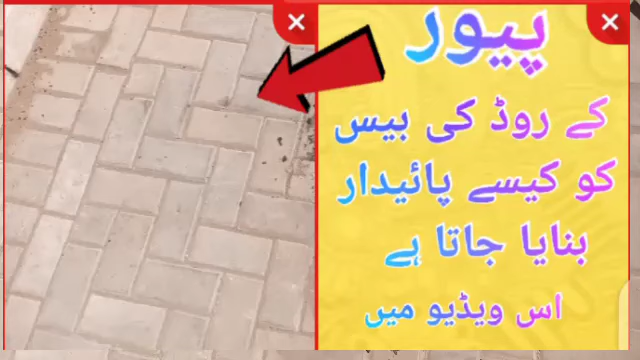 پیور
کے روڈ کی بیس
کو کیسے پائیدار
بنایا جاتا ہے
اس ویڈیو میں